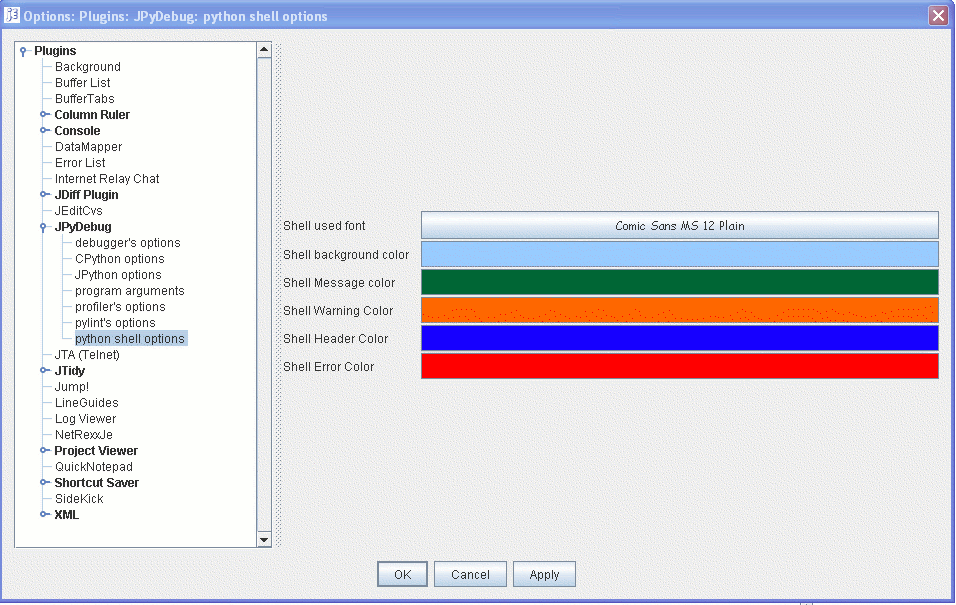 Options: Plugins: JPyDebug: python shell options
Plugins
Background
Buffer List
BufferTabs
Column Ruler
Console
DataMapper
Error List
Internet Relay Chat
JDiff Plugin
JEditCvs
JPyDebug
debugger's options
CPython options
JPython options
program arguments
profiler's options
pylint's options
python shell options
JTA (Telnet)
JTidy
Jump!
LineGuides
Log Viewer
NetRexxJe
Project Viewer
QuickNotepad
Shortcut Saver
SideKick
XML
Shell used font
Comic Sans MS 12 Plain
Shell background color
Shell Message color
Shell Warning Color
Shell Header Color
Shell Error Color
OK
Cancel
Apply